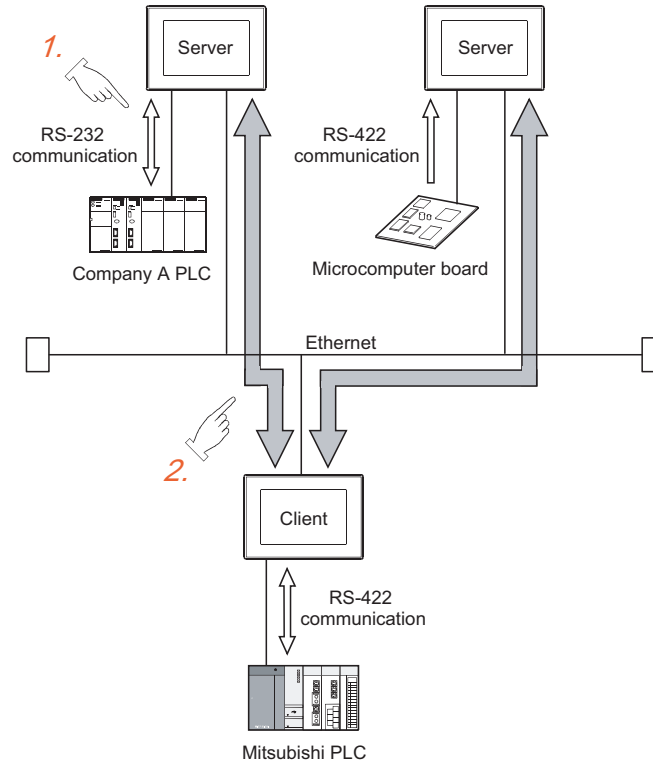 1.
Server
Server
RS-232
communication
RS-422
communication
Company A PLC
Microcomputer board
Ethernet
2.
Client
RS-422
communication
Mitsubishi PLC